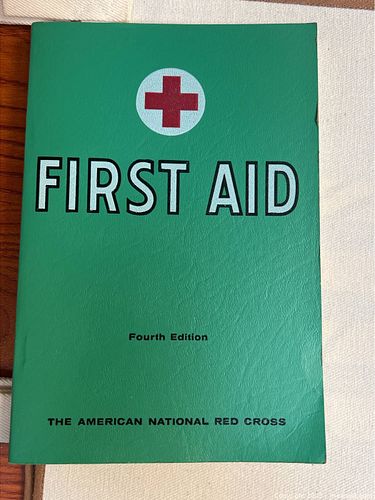 FIRST AID
Fourth Edition
THE AMERICAN NATIONAL RED CROSS